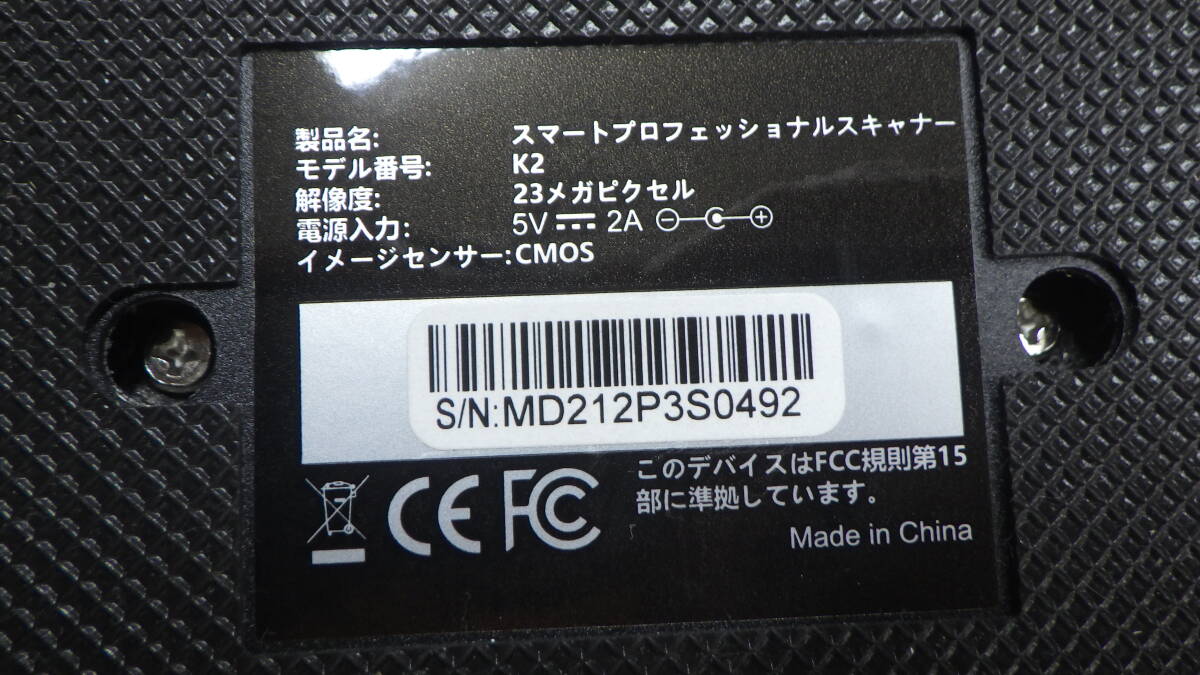 製品名: スマートプロフェッショナルスキャナー
モデル番号: K2
解像度: 23メガピクセル
電源入力: 5V 2A
イメージセンサー: CMOS
S/N:MD212P3S0492
CE FC
このデバイスはFCC規則第15
部に準拠しています。
Made in China